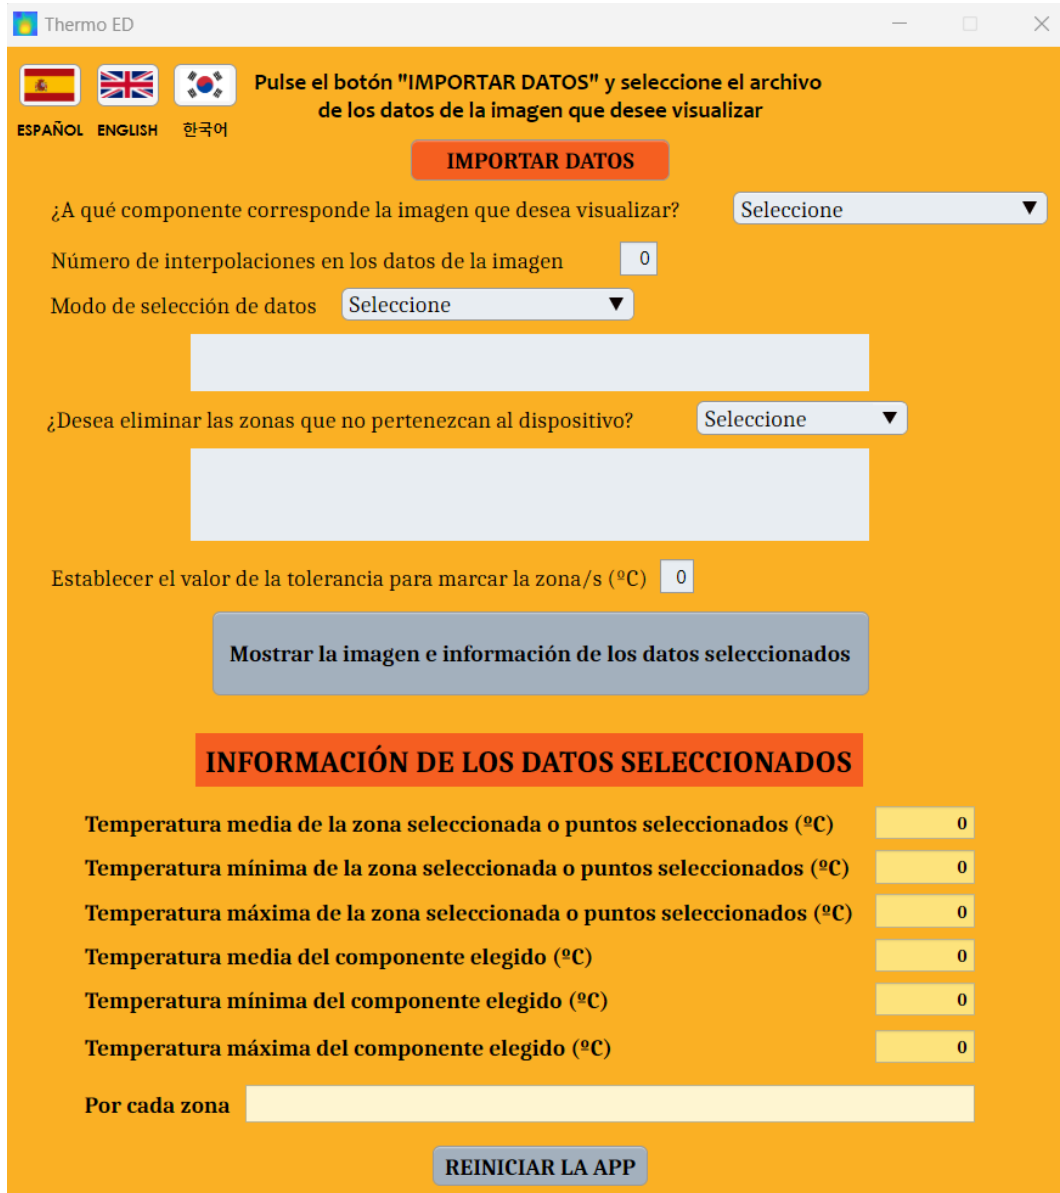 Thermo ED
Pulse el botón "IMPORTAR DATOS" y seleccione el archivo
de los datos de la imagen que desee visualizar
ESPAÑOL ENGLISH 한국어
IMPORTAR DATOS
¿A qué componente corresponde la imagen que desea visualizar? Seleccione
Número de interpolaciones en los datos de la imagen 0
Modo de selección de datos Seleccione
¿Desea eliminar las zonas que no pertenezcan al dispositivo? Seleccione
Establecer el valor de la tolerancia para marcar la zona/s (ºC) 0
Mostrar la imagen e información de los datos seleccionados
INFORMACIÓN DE LOS DATOS SELECCIONADOS
Temperatura media de la zona seleccionada o puntos seleccionados (ºC) 0
Temperatura mínima de la zona seleccionada o puntos seleccionados (ºC) 0
Temperatura máxima de la zona seleccionada o puntos seleccionados (ºC) 0
Temperatura media del componente elegido (ºC) 0
Temperatura mínima del componente elegido (ºC) 0
Temperatura máxima del componente elegido (ºC) 0
Por cada zona
REINICIAR LA APP